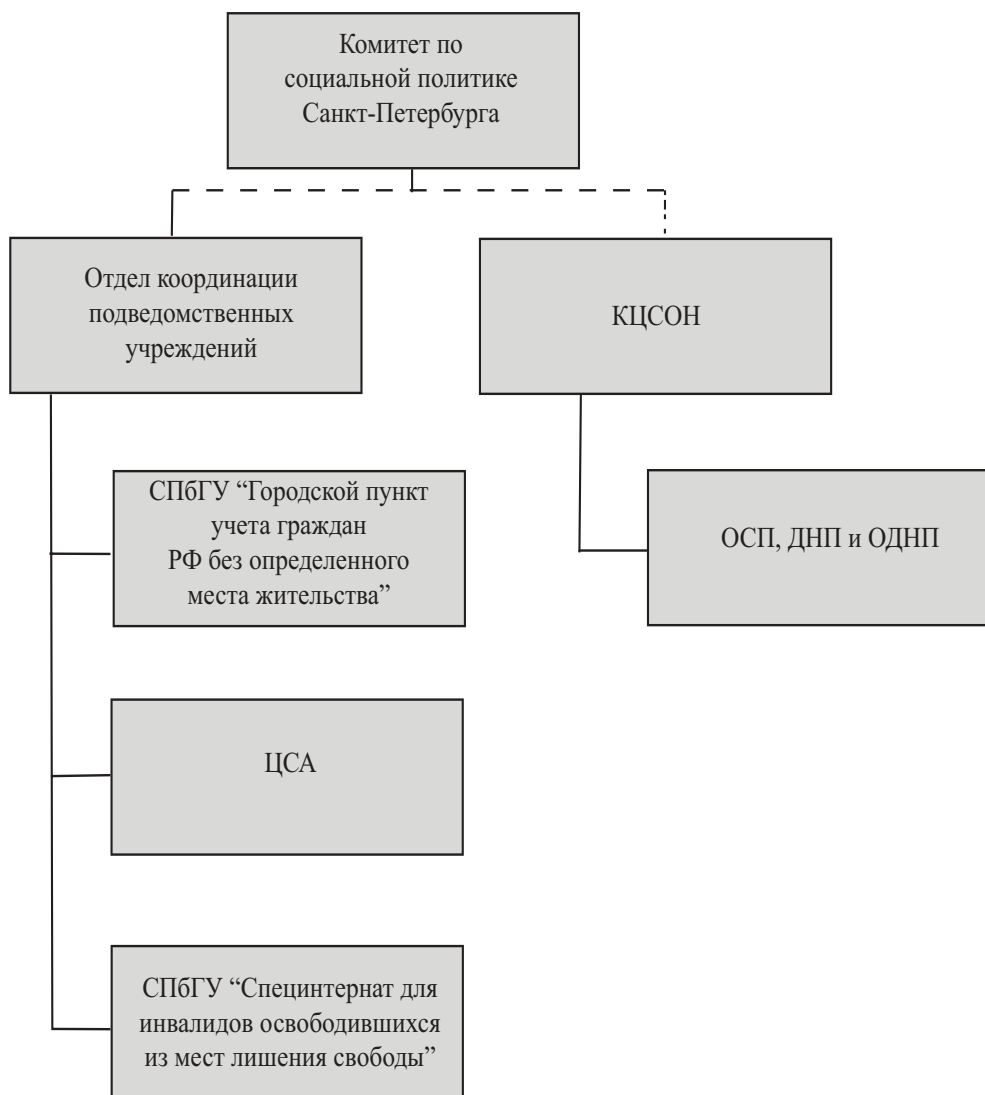 Комитет по
социальной политике
Санкт-Петербурга
Отдел координации
подведомственных
учреждений
КЦСОН
СПбГУ “Городской пункт
учета граждан
РФ без определенного
места жительства”
ОСП, ДНП и ОДНП
ЦСА
СПбГУ “Специнтернат для
инвалидов освободившихся
из мест лишения свободы”